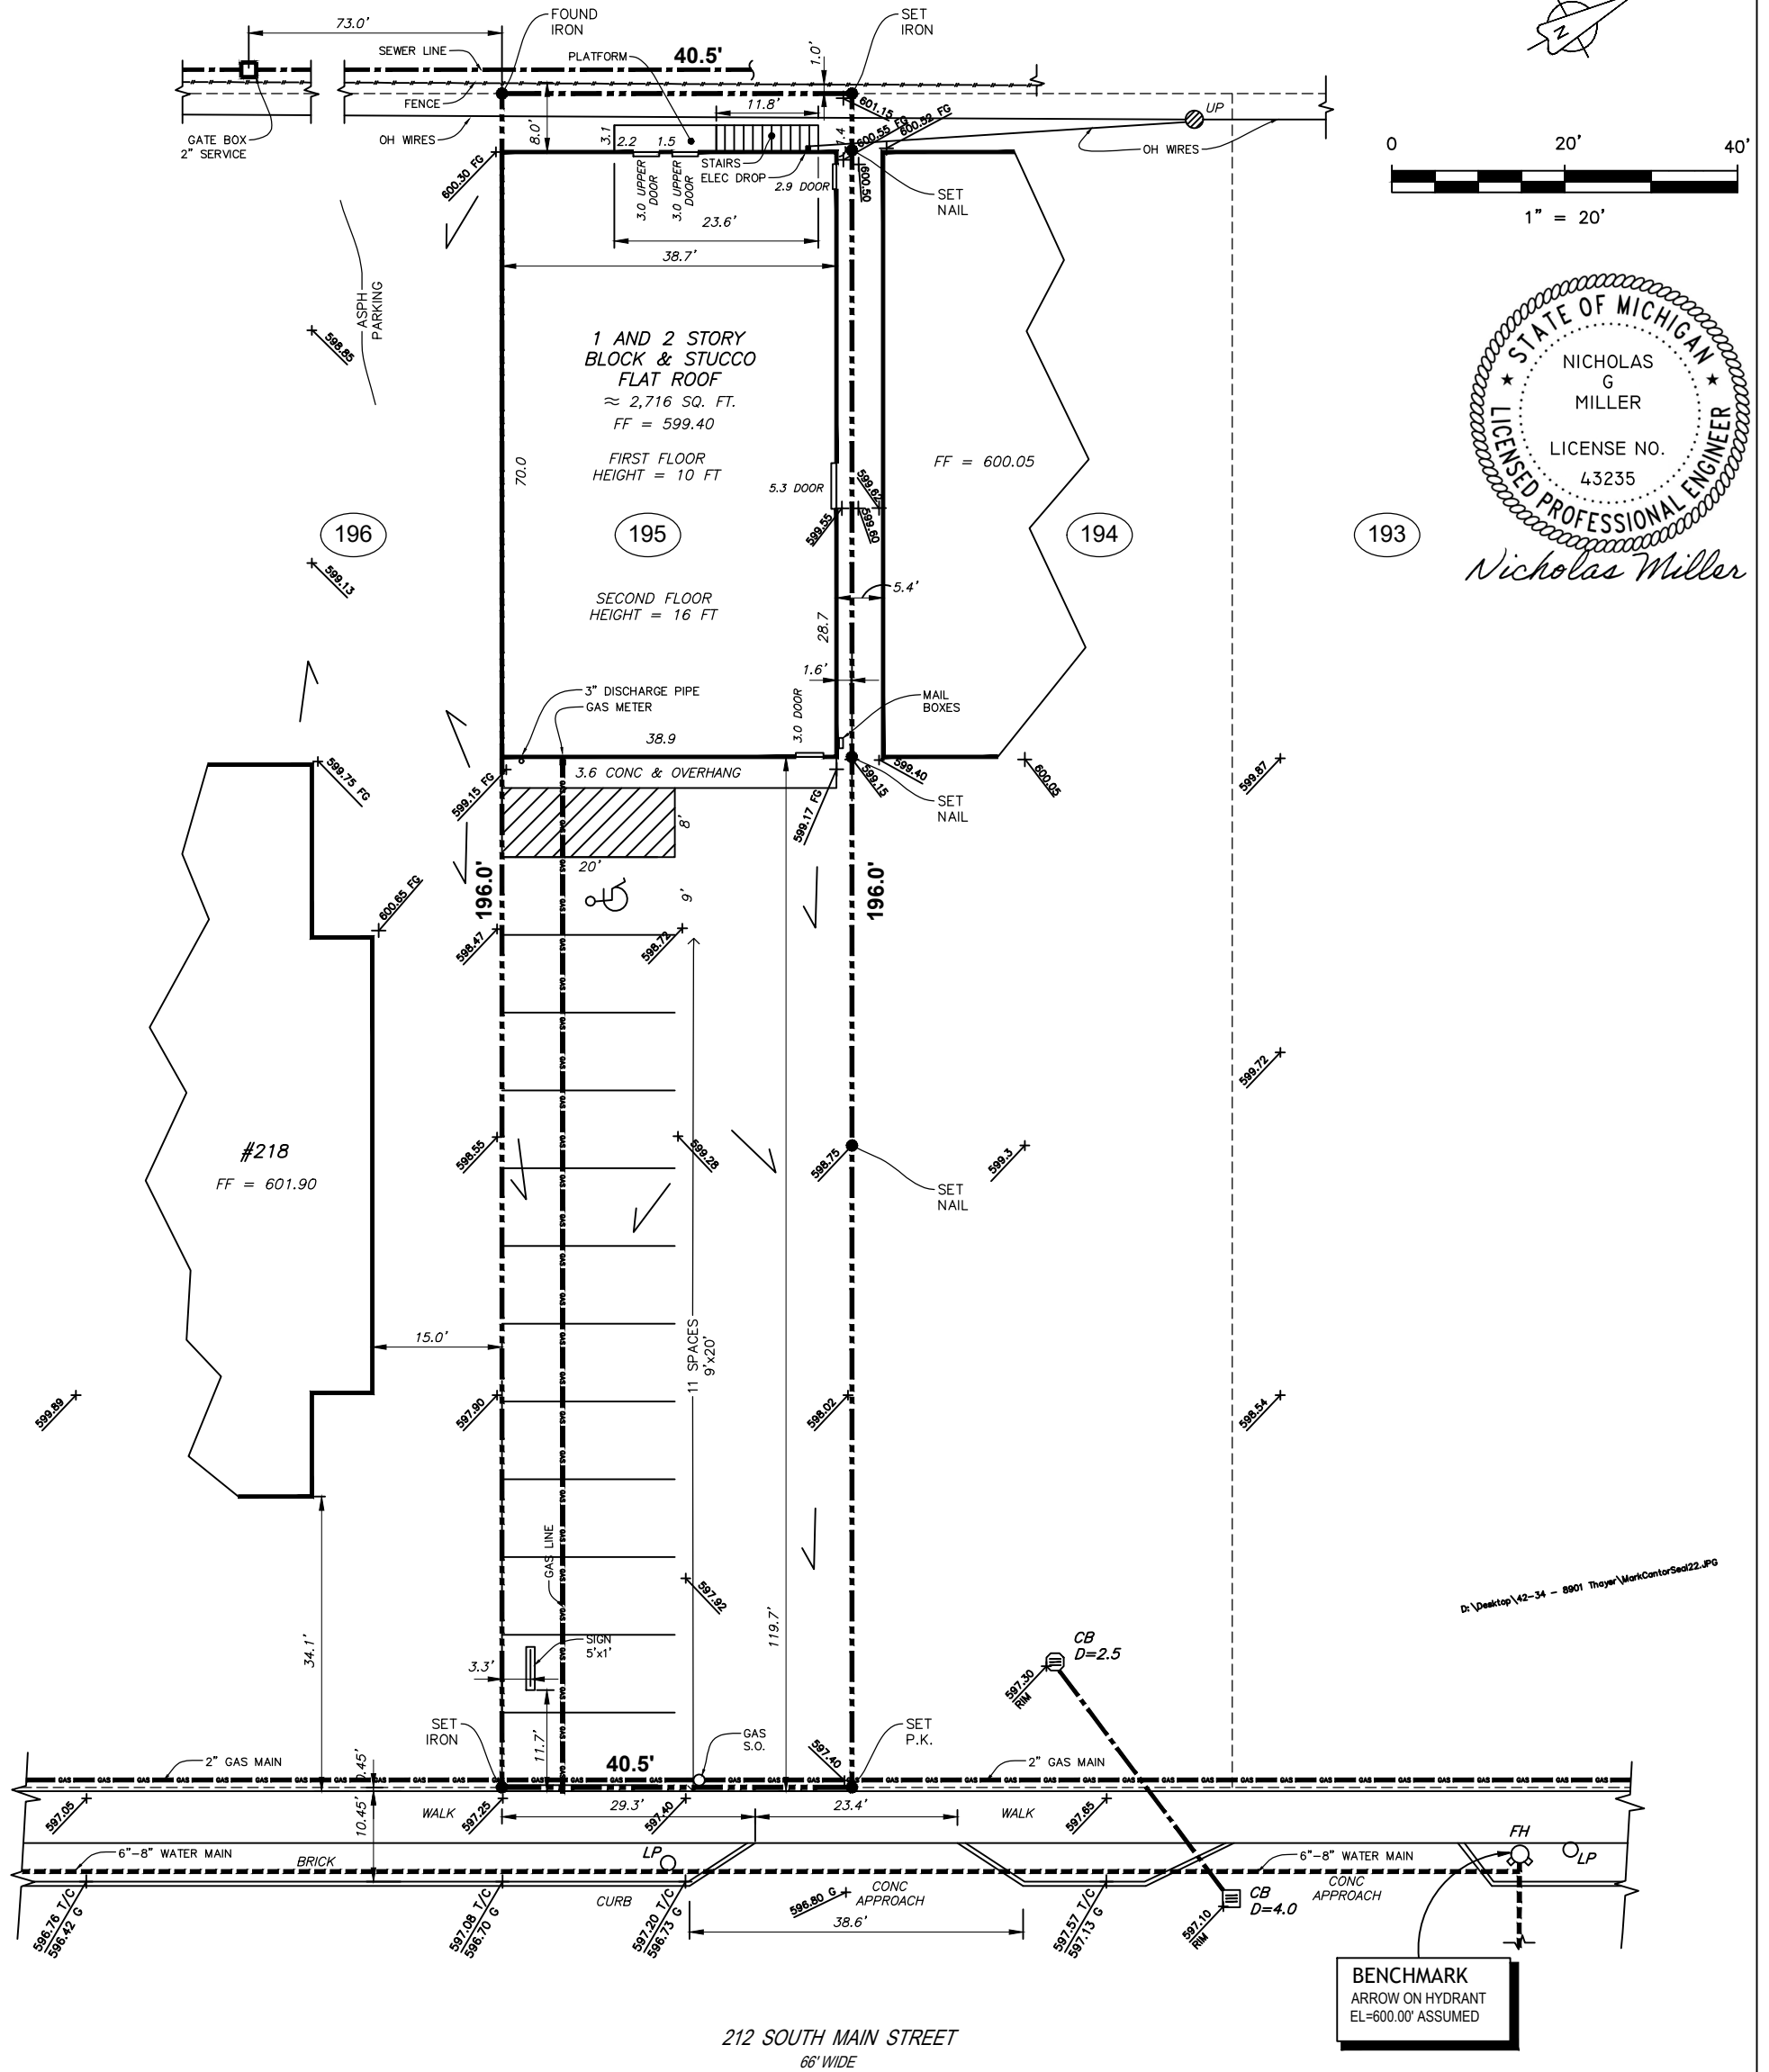 73.0'
FOUND
IRON
SET
IRON
SEWER LINE
PLATFORM
40.5'
1.0'
N
FENCE
8.0'
11.8'
601.15
UP
GATE BOX
2" SERVICE
OH WIRES
3.1
2.2
1.5
1.4
600.55 FG
600.52 FG
OH WIRES
0
20'
40'
1" = 20'
600.30 FG
STAIRS
ELEC DROP
3.0 UPPER
DOOR
3.0 UPPER
DOOR
2.9 DOOR
600.50
SET
NAIL
23.6'
38.7'
ASPH
PARKING
598.85
1 AND 2 STORY
BLOCK & STUCCO
FLAT ROOF
≈ 2,716 SQ. FT.
FF = 599.40
FIRST FLOOR
HEIGHT = 10 FT
70.0
5.3 DOOR
599.62
599.55
599.60
FF = 600.05
STATE OF MICHIGAN
NICHOLAS
G
MILLER
LICENSE NO.
43235
LICENSED PROFESSIONAL ENGINEER
Nicholas Miller
196
195
194
193
599.13
SECOND FLOOR
HEIGHT = 16 FT
5.4'
28.7
1.6'
3" DISCHARGE PIPE
GAS METER
3.0 DOOR
MAIL
BOXES
38.9
599.75 FG
599.15 FG
3.6 CONC & OVERHANG
599.17 FG
599.15
599.40
600.05
599.87
SET
NAIL
8'
20'
9'
196.0'
196.0'
600.65 FG
598.47
598.72
599.72
#218
FF = 601.90
598.55
599.28
598.75
599.3
SET
NAIL
15.0'
11 SPACES
9'x20'
599.89
597.90
598.02
598.54
GAS LINE
597.92
119.7'
D:\Desktop\42-34 - 8901 Thayer\MarkCantorSeal22.JPG
34.1'
SIGN
5'x1'
3.3'
CB
D=2.5
597.30
RIM
11.7'
SET
IRON
GAS
S.O.
SET
P.K.
2" GAS MAIN
0.45'
40.5'
597.40
2" GAS MAIN
GAS
597.05
10.45'
WALK
597.25
29.3'
597.40
23.4'
WALK
597.65
6"-8" WATER MAIN
BRICK
LP
6"-8" WATER MAIN
FH
LP
CURB
CONC
APPROACH
CONC
APPROACH
CB
D=4.0
596.76 T/C
596.42 G
597.08 T/C
596.70 G
597.20 T/C
596.73 G
596.80 G
38.6'
597.57 T/C
597.13 G
597.10
RIM
BENCHMARK
ARROW ON HYDRANT
EL=600.00' ASSUMED
212 SOUTH MAIN STREET
66' WIDE